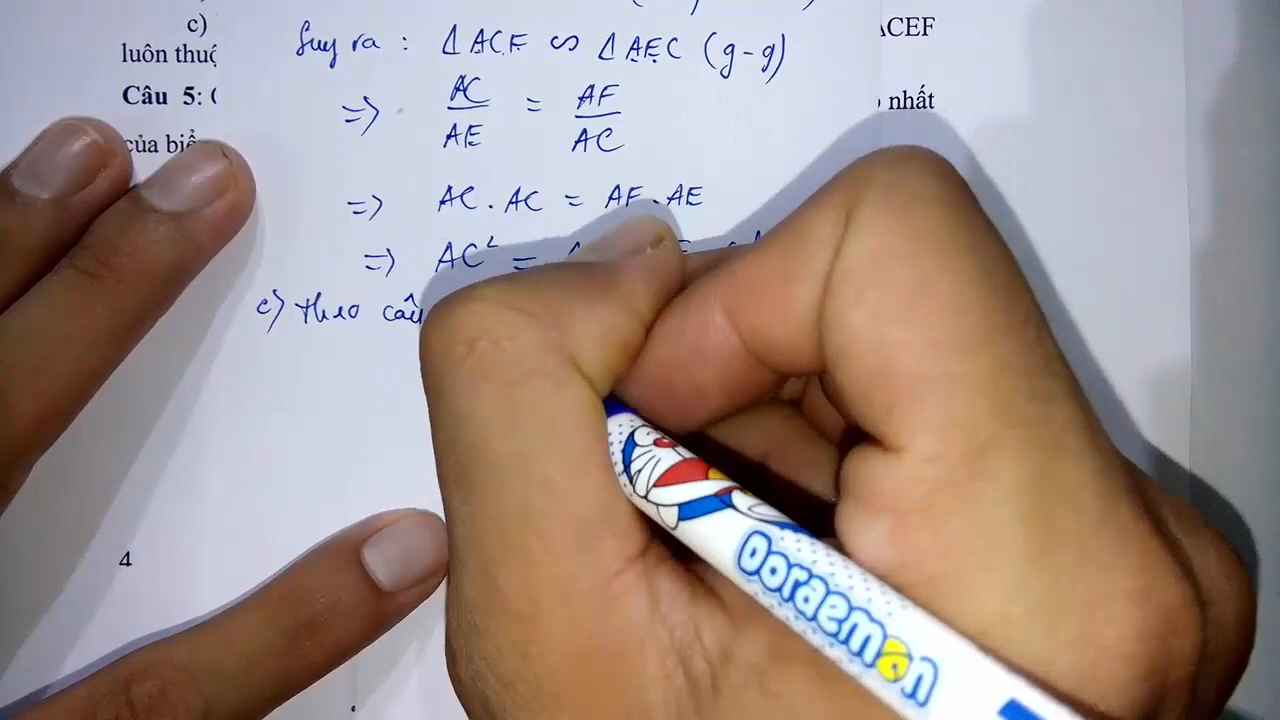 c)
Suy ra : ΔACF ∽ ΔAEC (g-g)
ACEF
luôn thuộ
Câu 5: (
=> AC/AE = AF/AC
nhất
của biể
=> AC . AC = AF . AE
=> AC² =
c) theo câu
4
Doraemon